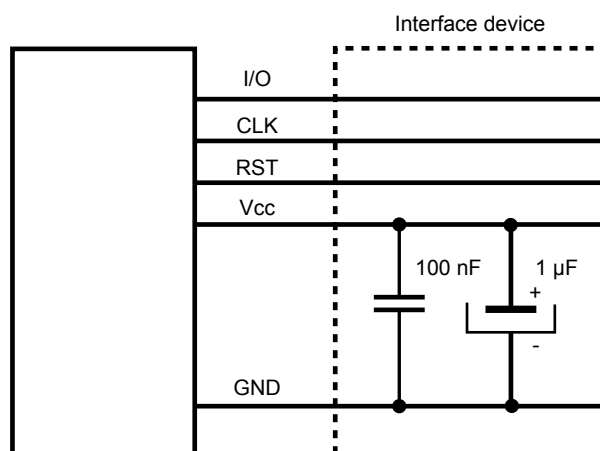 Interface device
I/O
CLK
RST
Vcc
100 nF
1 µF
+
-
GND